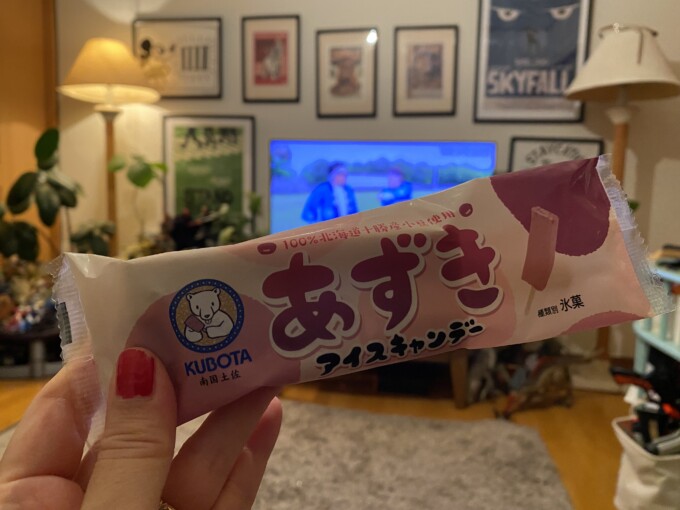 SKYFALL
100%北海道十勝産小豆使用
あずき
アイスキャンデー
KUBOTA
南国土佐
種類別 氷菓